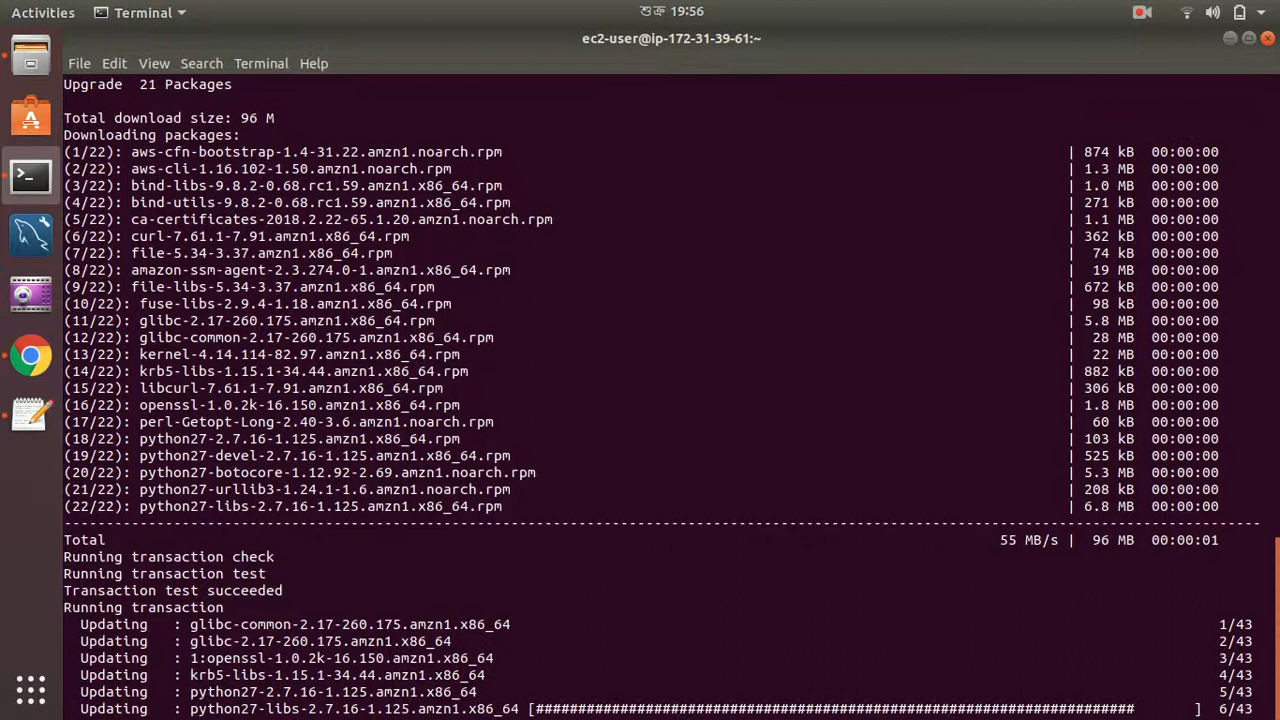 Activities Terminal শুক্র 19:56
ec2-user@ip-172-31-39-61:~
File Edit View Search Terminal Help
Upgrade  21 Packages
Total download size: 96 M
Downloading packages:
(1/22): aws-cfn-bootstrap-1.4-31.22.amzn1.noarch.rpm | 874 kB 00:00:00
(2/22): aws-cli-1.16.102-1.50.amzn1.noarch.rpm | 1.3 MB 00:00:00
(3/22): bind-libs-9.8.2-0.68.rc1.59.amzn1.x86_64.rpm | 1.0 MB 00:00:00
(4/22): bind-utils-9.8.2-0.68.rc1.59.amzn1.x86_64.rpm | 271 kB 00:00:00
(5/22): ca-certificates-2018.2.22-65.1.20.amzn1.noarch.rpm | 1.1 MB 00:00:00
(6/22): curl-7.61.1-7.91.amzn1.x86_64.rpm | 362 kB 00:00:00
(7/22): file-5.34-3.37.amzn1.x86_64.rpm | 74 kB 00:00:00
(8/22): amazon-ssm-agent-2.3.274.0-1.amzn1.x86_64.rpm | 19 MB 00:00:00
(9/22): file-libs-5.34-3.37.amzn1.x86_64.rpm | 672 kB 00:00:00
(10/22): fuse-libs-2.9.4-1.18.amzn1.x86_64.rpm | 98 kB 00:00:00
(11/22): glibc-2.17-260.175.amzn1.x86_64.rpm | 5.8 MB 00:00:00
(12/22): glibc-common-2.17-260.175.amzn1.x86_64.rpm | 28 MB 00:00:00
(13/22): kernel-4.14.114-82.97.amzn1.x86_64.rpm | 22 MB 00:00:00
(14/22): krb5-libs-1.15.1-34.44.amzn1.x86_64.rpm | 882 kB 00:00:00
(15/22): libcurl-7.61.1-7.91.amzn1.x86_64.rpm | 306 kB 00:00:00
(16/22): openssl-1.0.2k-16.150.amzn1.x86_64.rpm | 1.8 MB 00:00:00
(17/22): perl-Getopt-Long-2.40-3.6.amzn1.noarch.rpm | 60 kB 00:00:00
(18/22): python27-2.7.16-1.125.amzn1.x86_64.rpm | 103 kB 00:00:00
(19/22): python27-devel-2.7.16-1.125.amzn1.x86_64.rpm | 525 kB 00:00:00
(20/22): python27-botocore-1.12.92-2.69.amzn1.noarch.rpm | 5.3 MB 00:00:00
(21/22): python27-urllib3-1.24.1-1.6.amzn1.noarch.rpm | 208 kB 00:00:00
(22/22): python27-libs-2.7.16-1.125.amzn1.x86_64.rpm | 6.8 MB 00:00:00
--------------------------------------------------------------------------------
Total 55 MB/s | 96 MB 00:00:01
Running transaction check
Running transaction test
Transaction test succeeded
Running transaction
Updating : glibc-common-2.17-260.175.amzn1.x86_64 1/43
Updating : glibc-2.17-260.175.amzn1.x86_64 2/43
Updating : 1:openssl-1.0.2k-16.150.amzn1.x86_64 3/43
Updating : krb5-libs-1.15.1-34.44.amzn1.x86_64 4/43
Updating : python27-2.7.16-1.125.amzn1.x86_64 5/43
Updating : python27-libs-2.7.16-1.125.amzn1.x86_64 [####################################################################### ] 6/43